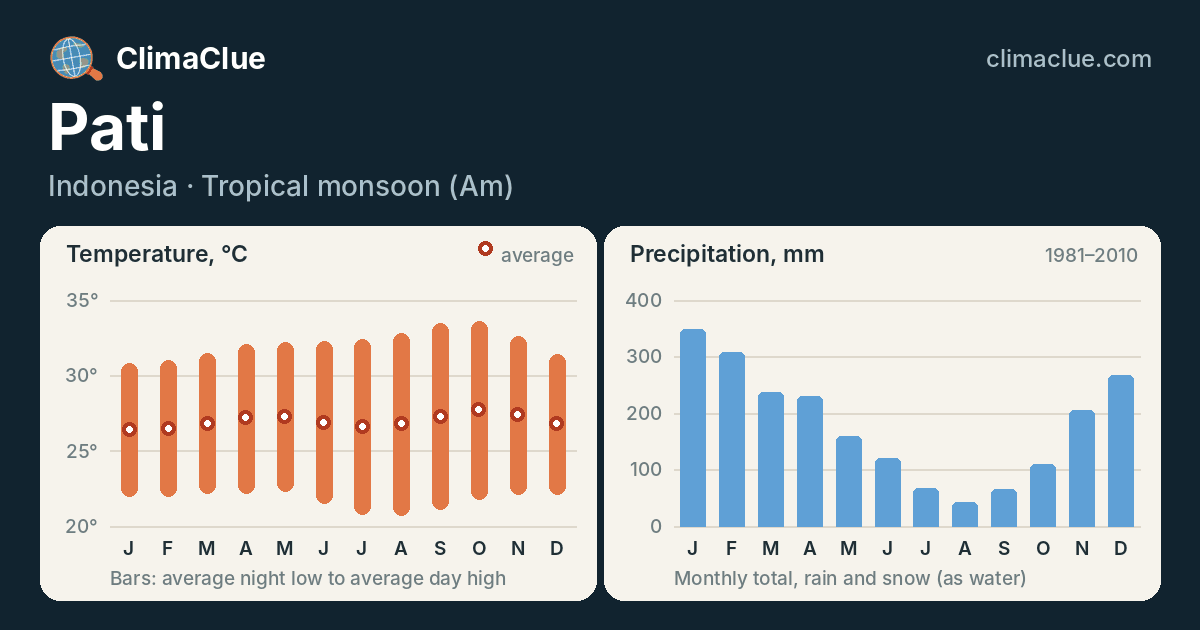 ClimaClue
climaclue.com
Pati
Indonesia · Tropical monsoon (Am)
Temperature, °C
average
35°
30°
25°
20°
J F M A M J J A S O N D
Bars: average night low to average day high
Precipitation, mm
1981–2010
400
300
200
100
0
J F M A M J J A S O N D
Monthly total, rain and snow (as water)